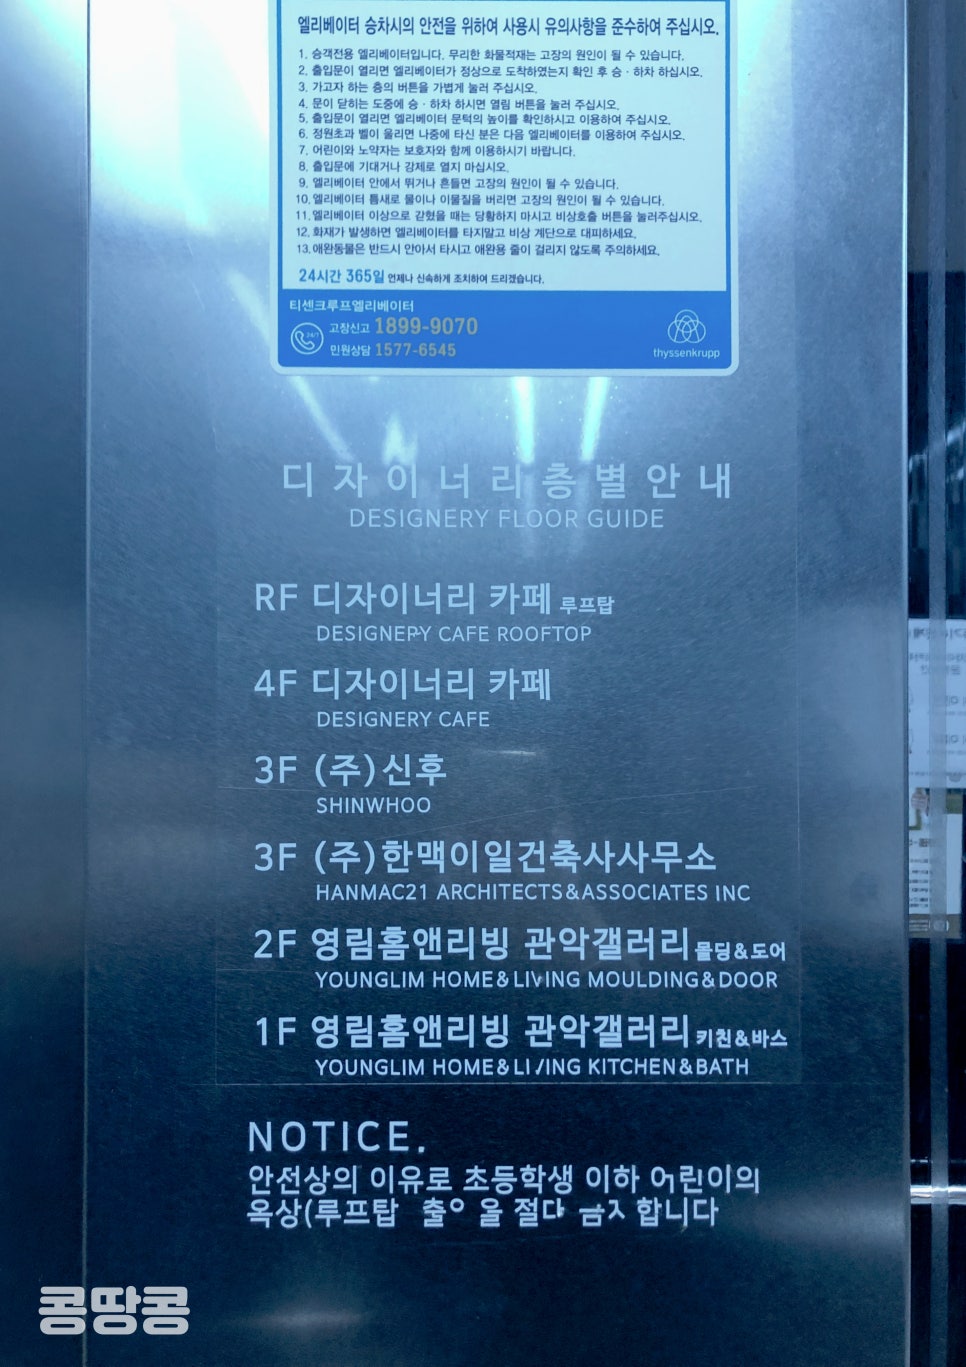 엘리베이터 승차시의 안전을 위하여 사용시 유의사항을 준수하여 주십시오.
1. 승객전용 엘리베이터입니다. 무리한 화물적재는 고장의 원인이 될 수 있습니다.
2. 출입문이 열리면 엘리베이터가 정상으로 도착하였는지 확인 후 승·하차 하십시오.
3. 가고자 하는 층의 버튼을 가볍게 눌러 주십시오.
4. 문이 닫히는 도중에 승·하차 하시면 열림 버튼을 눌러 주십시오.
5. 출입문이 열리면 엘리베이터 문턱의 높이를 확인하시고 이용하여 주십시오.
6. 정원초과 벨이 울리면 나중에 타신 분은 다음 엘리베이터를 이용하여 주십시오.
7. 어린이와 노약자는 보호자와 함께 이용하시기 바랍니다.
8. 출입문에 기대거나 강제로 열지 마십시오.
9. 엘리베이터 안에서 뛰거나 흔들면 고장의 원인이 될 수 있습니다.
10. 엘리베이터 틈새로 물이나 이물질을 버리면 고장의 원인이 될 수 있습니다.
11. 엘리베이터 이상으로 갇혔을 때는 당황하지 마시고 비상호출 버튼을 눌러주십시오.
12. 화재가 발생하면 엘리베이터를 타지말고 비상 계단으로 대피하세요.
13. 애완동물은 반드시 안아서 타시고 애완용 줄이 걸리지 않도록 주의하세요.
24시간 365일 언제나 신속하게 조치하여 드리겠습니다.
티센크루프엘리베이터
24/7 고장신고 1899-9070
민원상담 1577-6545
thyssenkrupp
디자이너리층별안내
DESIGNERY FLOOR GUIDE
RF 디자이너리 카페 루프탑
DESIGNERY CAFE ROOFTOP
4F 디자이너리 카페
DESIGNERY CAFE
3F (주)신후
SHINWHOO
3F (주)한맥이일건축사사무소
HANMAC21 ARCHITECTS&ASSOCIATES INC
2F 영림홈앤리빙 관악갤러리 몰딩&도어
YOUNGLIM HOME&LIVING MOULDING&DOOR
1F 영림홈앤리빙 관악갤러리 키친&바스
YOUNGLIM HOME&LIVING KITCHEN&BATH
NOTICE.
안전상의 이유로 초등학생 이하 어린이의
옥상(루프탑 절대 합니다
콩땅콩